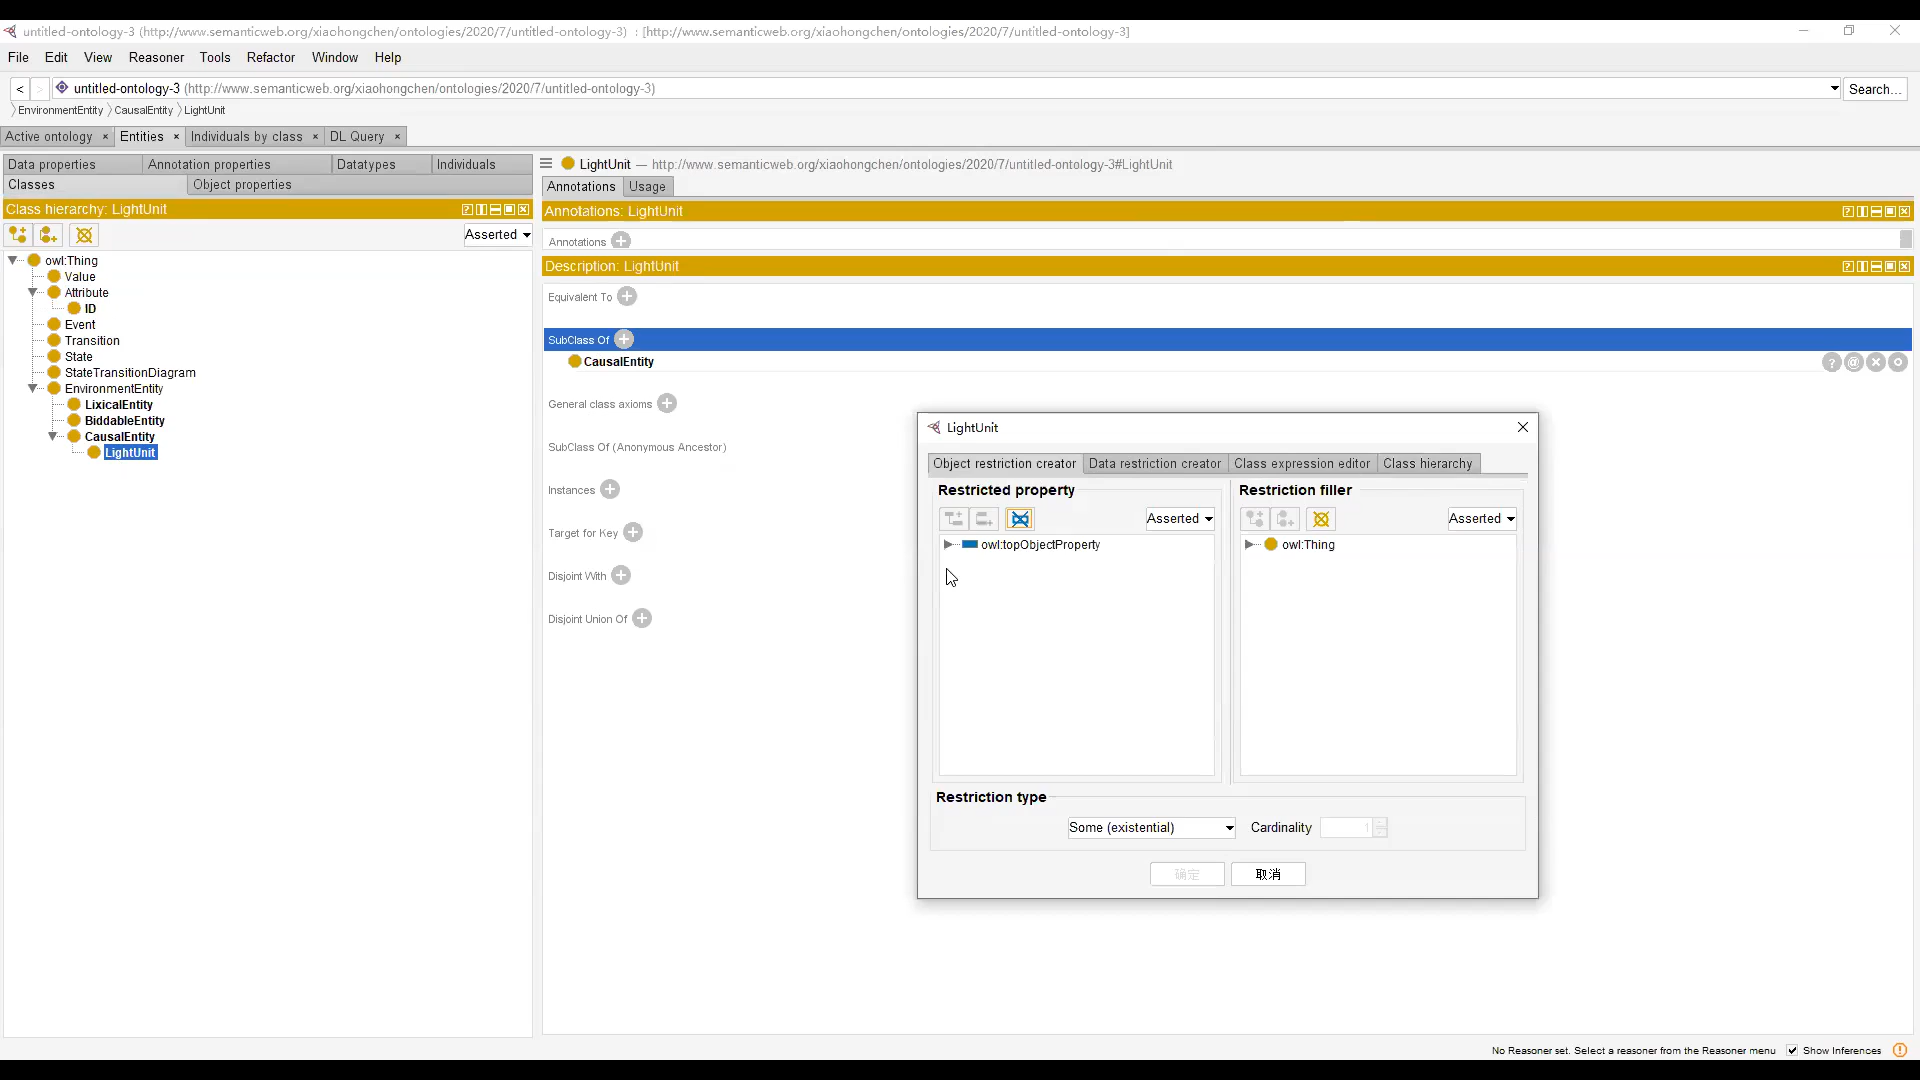 untitled-ontology-3 (http://www.semanticweb.org/xiaohongchen/ontologies/2020/7/untitled-ontology-3) : [http://www.semanticweb.org/xiaohongchen/ontologies/2020/7/untitled-ontology-3]
File Edit View Reasoner Tools Refactor Window Help
< > untitled-ontology-3 (http://www.semanticweb.org/xiaohongchen/ontologies/2020/7/untitled-ontology-3) Search...
EnvironmentEntity CausalEntity LightUnit
Active ontology × Entities × Individuals by class × DL Query ×
Data properties Annotation properties Datatypes Individuals
Classes Object properties
Class hierarchy: LightUnit
Asserted
owl:Thing
Value
Attribute
ID
Event
Transition
State
StateTransitionDiagram
EnvironmentEntity
LixicalEntity
BiddableEntity
CausalEntity
LightUnit
LightUnit — http://www.semanticweb.org/xiaohongchen/ontologies/2020/7/untitled-ontology-3#LightUnit
Annotations Usage
Annotations: LightUnit
Annotations
Description: LightUnit
Equivalent To
SubClass Of
CausalEntity
General class axioms
SubClass Of (Anonymous Ancestor)
Instances
Target for Key
Disjoint With
Disjoint Union Of
LightUnit
Object restriction creator Data restriction creator Class expression editor Class hierarchy
Restricted property
Asserted
owl:topObjectProperty
Restriction filler
Asserted
owl:Thing
Restriction type
Some (existential) Cardinality 1
确定 取消
No Reasoner set. Select a reasoner from the Reasoner menu Show Inferences